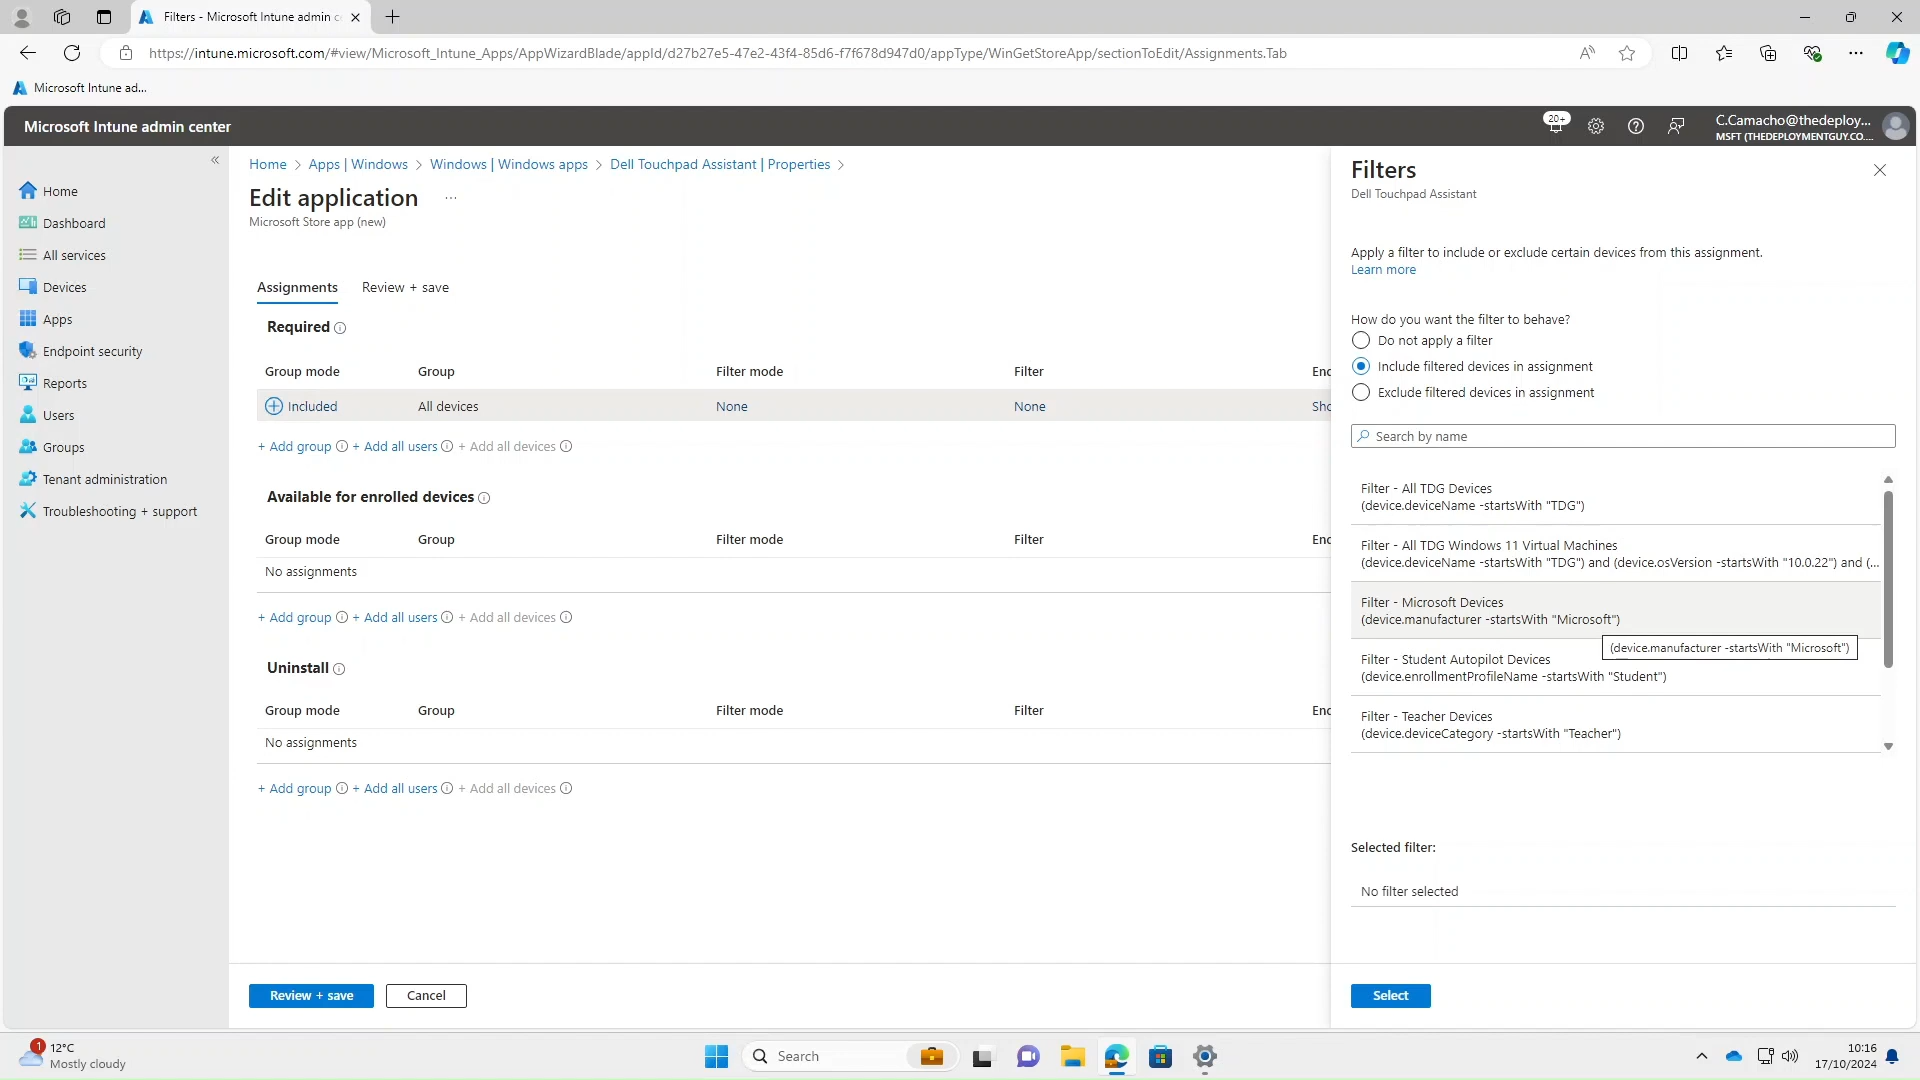 Filters - Microsoft Intune admin c
https://intune.microsoft.com/#view/Microsoft_Intune_Apps/AppWizardBlade/appId/d27b27e5-47e2-43f4-85d6-f7f678d947d0/appType/WinGetStoreApp/sectionToEdit/Assignments.Tab
Microsoft Intune ad...
Microsoft Intune admin center
20+
C.Camacho@thedeploy...
MSFT (THEDEPLOYMENTGUY.CO....
Home
Dashboard
All services
Devices
Apps
Endpoint security
Reports
Users
Groups
Tenant administration
Troubleshooting + support
Home > Apps | Windows > Windows | Windows apps > Dell Touchpad Assistant | Properties >
Edit application ...
Microsoft Store app (new)
Assignments Review + save
Required
Group mode Group Filter mode Filter Enc
Included All devices None None Sho
+ Add group + Add all users + Add all devices
Available for enrolled devices
Group mode Group Filter mode Filter Enc
No assignments
+ Add group + Add all users + Add all devices
Uninstall
Group mode Group Filter mode Filter Enc
No assignments
+ Add group + Add all users + Add all devices
Review + save Cancel
Filters
Dell Touchpad Assistant
Apply a filter to include or exclude certain devices from this assignment.
Learn more
How do you want the filter to behave?
Do not apply a filter
Include filtered devices in assignment
Exclude filtered devices in assignment
Search by name
Filter - All TDG Devices
(device.deviceName -startsWith "TDG")
Filter - All TDG Windows 11 Virtual Machines
(device.deviceName -startsWith "TDG") and (device.osVersion -startsWith "10.0.22") and (...
Filter - Microsoft Devices
(device.manufacturer -startsWith "Microsoft")
(device.manufacturer -startsWith "Microsoft")
Filter - Student Autopilot Devices
(device.enrollmentProfileName -startsWith "Student")
Filter - Teacher Devices
(device.deviceCategory -startsWith "Teacher")
Selected filter:
No filter selected
Select
1
12°C
Mostly cloudy
Search
10:16
17/10/2024